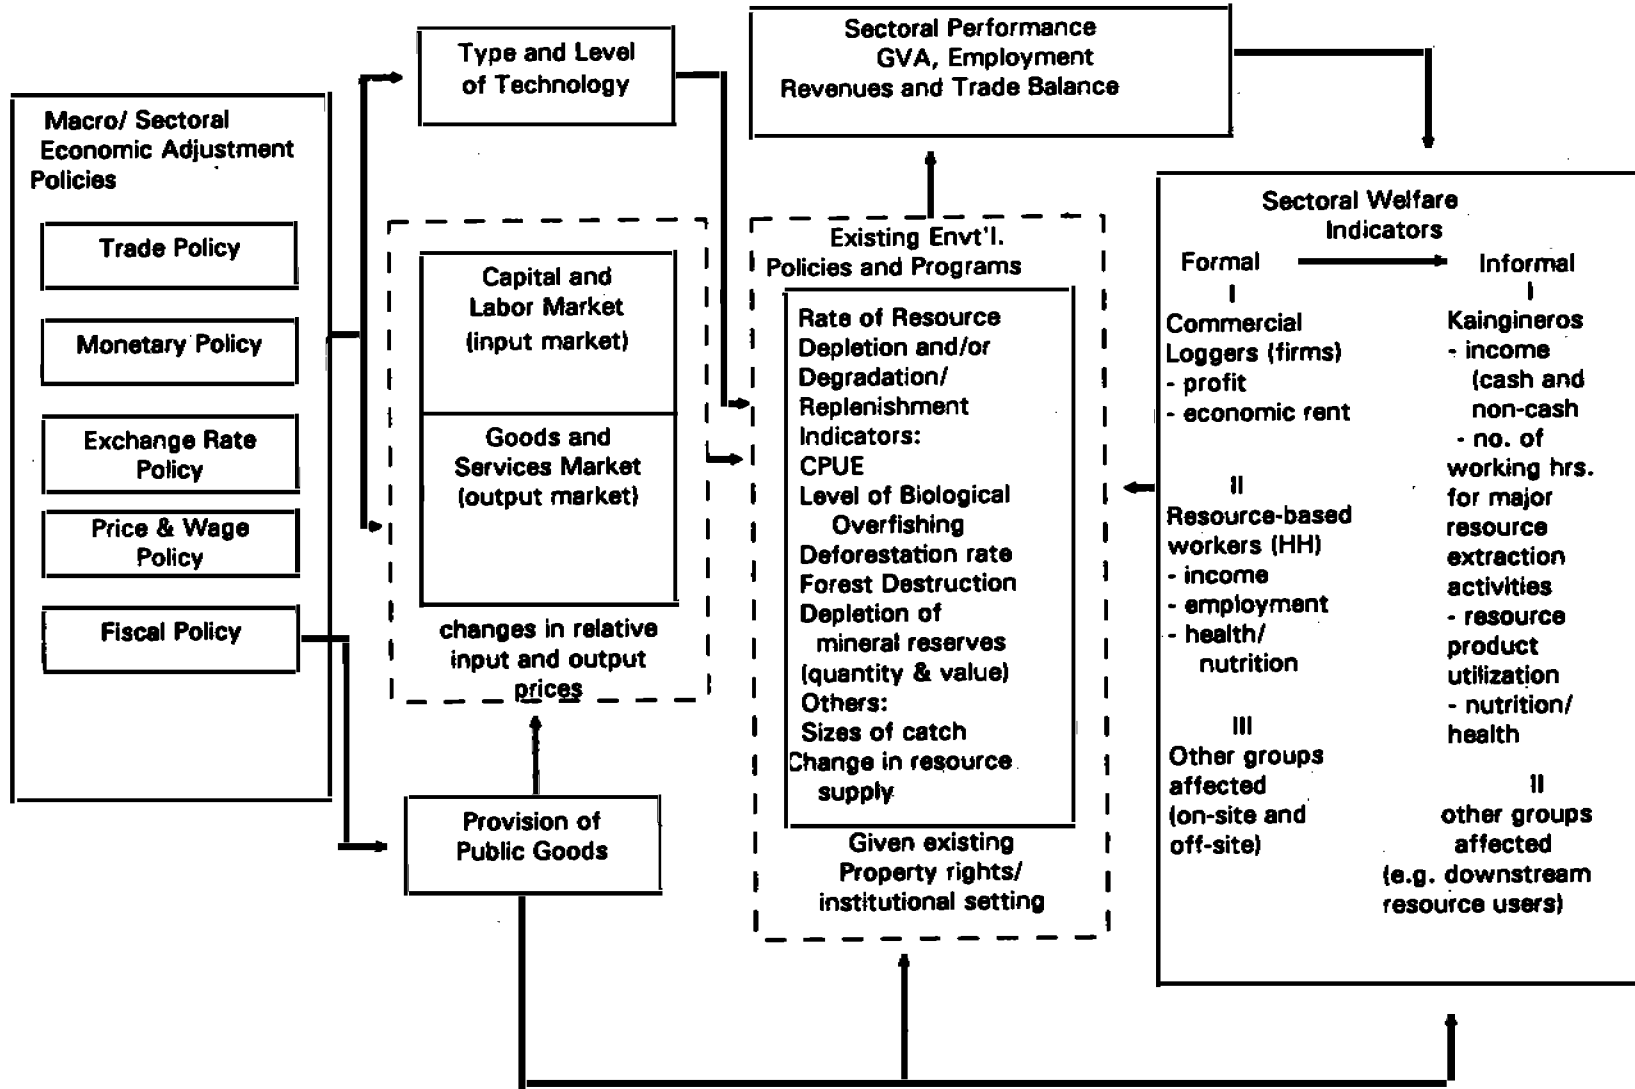 Macro/ Sectoral
Economic Adjustment
Policies
Trade Policy
Monetary Policy
Exchange Rate
Policy
Price & Wage
Policy
Fiscal Policy
Type and Level
of Technology
Capital and
Labor Market
(input market)
Goods and
Services Market
(output market)
changes in relative
input and output
prices
Provision of
Public Goods
Sectoral Performance
GVA, Employment
Revenues and Trade Balance
Existing Envt'l.
Policies and Programs
Rate of Resource
Depletion and/or
Degradation/
Replenishment
Indicators:
CPUE
Level of Biological
Overfishing
Deforestation rate
Forest Destruction
Depletion of
mineral reserves
(quantity & value)
Others:
Sizes of catch
Change in resource
supply
Given existing
Property rights/
institutional setting
Sectoral Welfare
Indicators
Formal
I
Commercial
Loggers (firms)
- profit
- economic rent
II
Resource-based
workers (HH)
- income
- employment
- health/
nutrition
III
Other groups
affected
(on-site and
off-site)
Informal
I
Kaingineros
- income
(cash and
non-cash
- no. of
working hrs.
for major
resource
extraction
activities
- resource
product
utilization
- nutrition/
health
II
other groups
affected
(e.g. downstream
resource users)